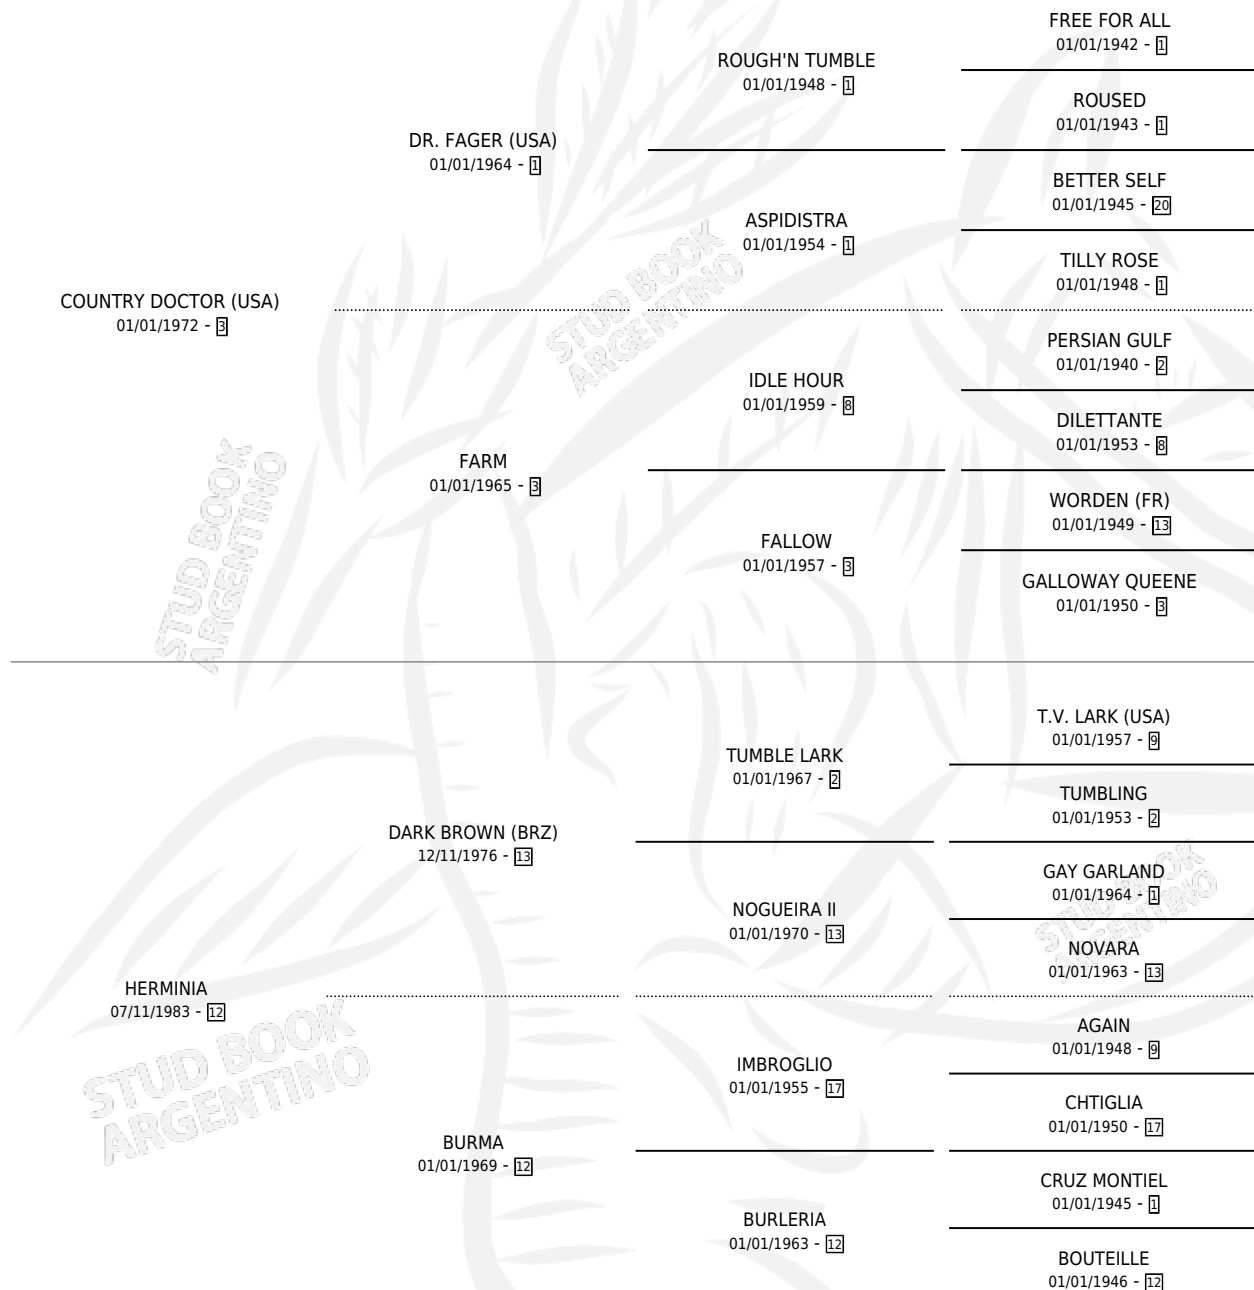 FREE FOR ALL
01/01/1942 - 1
ROUGH'N TUMBLE
01/01/1948 - 1
ROUSED
01/01/1943 - 1
DR. FAGER (USA)
01/01/1964 - 1
BETTER SELF
01/01/1945 - 20
ASPIDISTRA
01/01/1954 - 1
TILLY ROSE
01/01/1948 - 1
COUNTRY DOCTOR (USA)
01/01/1972 - 3
STUD BOOK
ARGENTINO
PERSIAN GULF
01/01/1940 - 2
IDLE HOUR
01/01/1959 - 8
DILETTANTE
01/01/1953 - 8
FARM
01/01/1965 - 3
WORDEN (FR)
01/01/1949 - 13
FALLOW
01/01/1957 - 3
GALLOWAY QUEENE
01/01/1950 - 3
STUD BOOK
ARGENTINO
T.V. LARK (USA)
01/01/1957 - 9
TUMBLE LARK
01/01/1967 - 2
TUMBLING
01/01/1953 - 2
DARK BROWN (BRZ)
12/11/1976 - 13
GAY GARLAND
01/01/1964 - 1
NOGUEIRA II
01/01/1970 - 13
NOVARA
01/01/1963 - 13
STUD BOOK
ARGENTINO
HERMINIA
07/11/1983 - 12
STUD BOOK
ARGENTINO
AGAIN
01/01/1948 - 9
IMBROGLIO
01/01/1955 - 17
CHTIGLIA
01/01/1950 - 17
BURMA
01/01/1969 - 12
CRUZ MONTIEL
01/01/1945 - 1
BURLERIA
01/01/1963 - 12
BOUTEILLE
01/01/1946 - 12